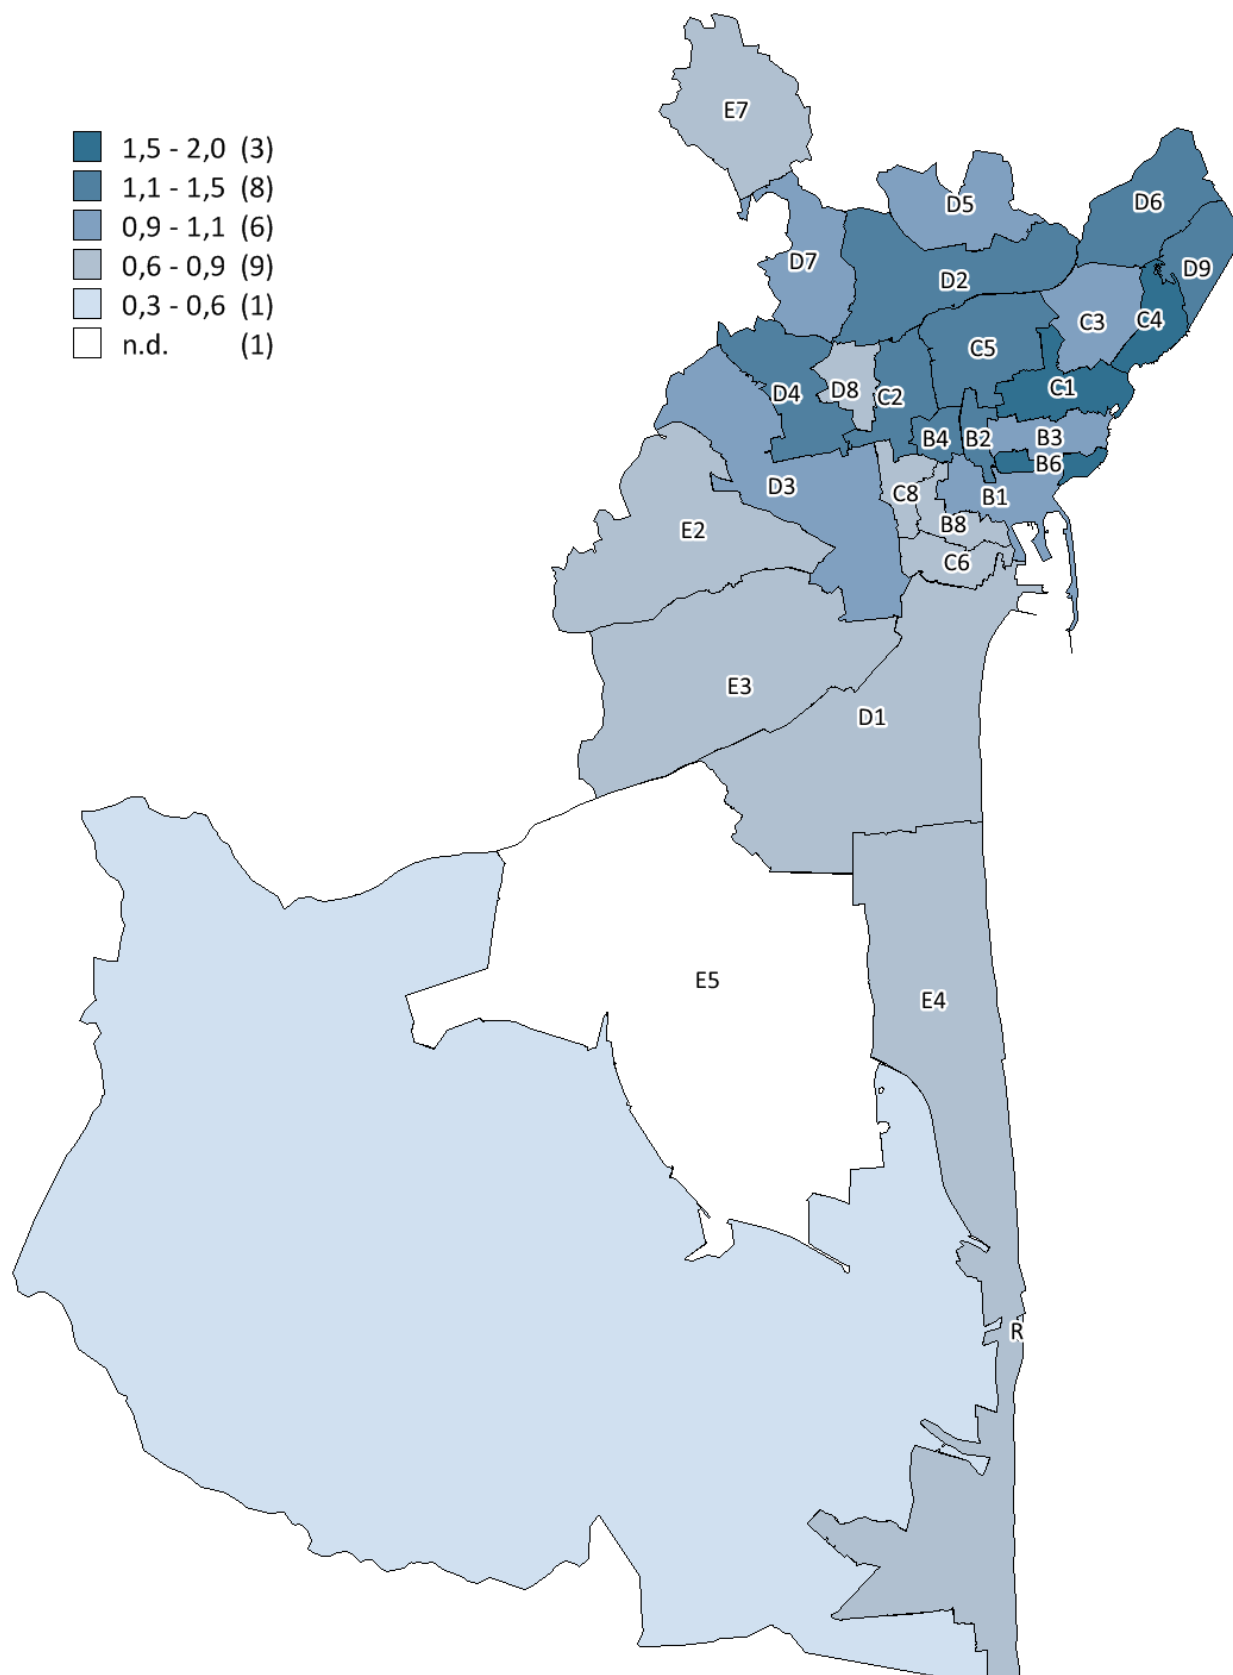 1,5 - 2,0 (3)
1,1 - 1,5 (8)
0,9 - 1,1 (6)
0,6 - 0,9 (9)
0,3 - 0,6 (1)
n.d. (1)
E7
D6
D5
D7
D2
D9
C3
C4
C5
D4
D8
C2
C1
B4
B2
B3
B6
D3
C8
B1
B8
E2
C6
E3
D1
E5
E4
R